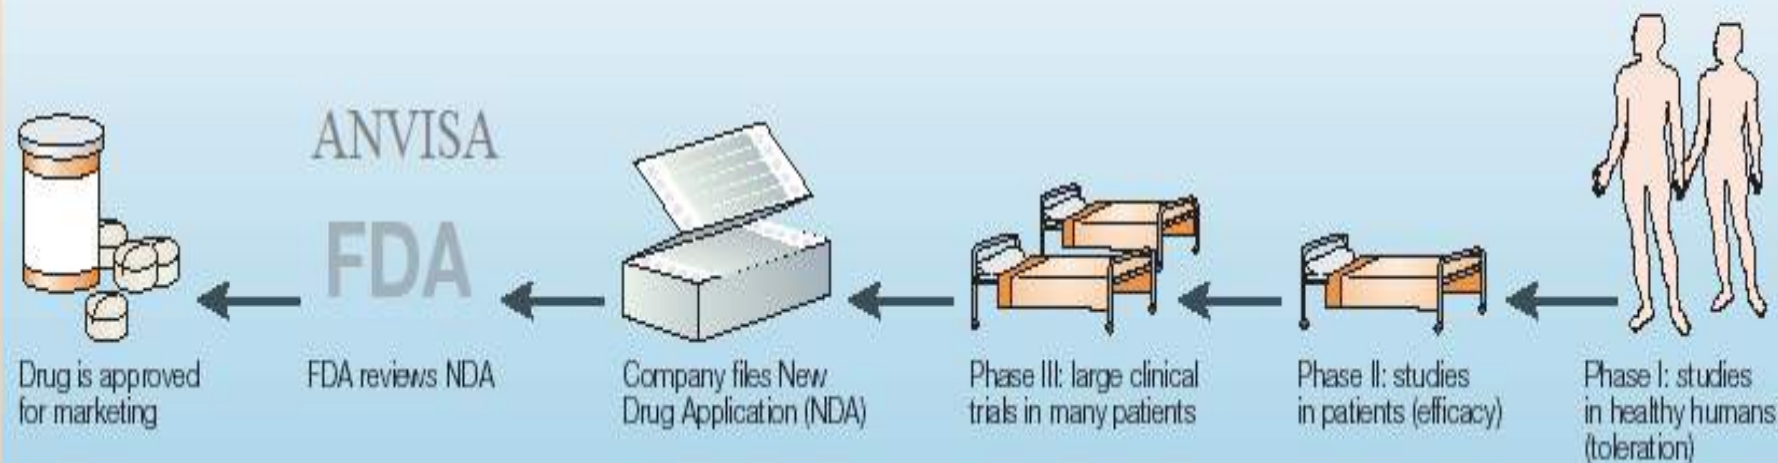 ANVISA
FDA
Drug is approved
for marketing
FDA reviews NDA
Company files New
Drug Application (NDA)
Phase III: large clinical
trials in many patients
Phase II: studies
in patients (efficacy)
Phase I: studies
in healthy humans
(toleration)